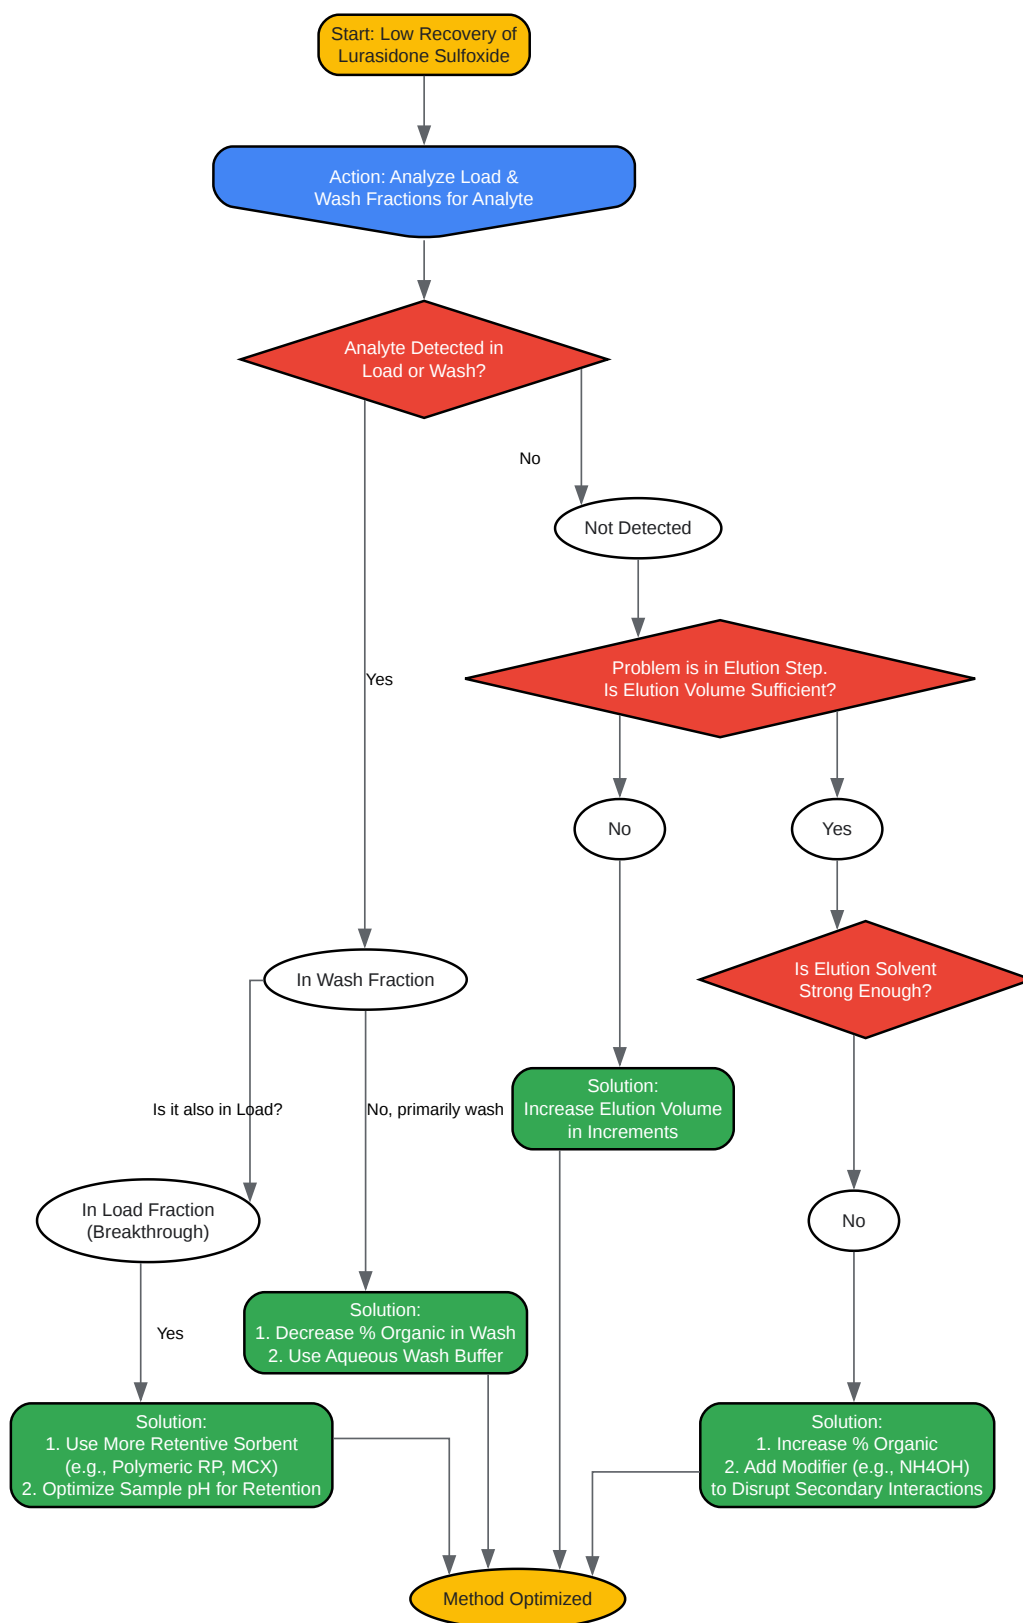 Start: Low Recovery of
Lurasidone Sulfoxide
Action: Analyze Load &
Wash Fractions for Analyte
Analyte Detected in
Load or Wash?
No
Not Detected
Yes
Problem is in Elution Step.
Is Elution Volume Sufficient?
No
Yes
In Wash Fraction
Is Elution Solvent
Strong Enough?
Is it also in Load?
No, primarily wash
Solution:
Increase Elution Volume
in Increments
In Load Fraction
(Breakthrough)
No
Yes
Solution:
1. Decrease % Organic in Wash
2. Use Aqueous Wash Buffer
Solution:
1. Use More Retentive Sorbent
(e.g., Polymeric RP, MCX)
2. Optimize Sample pH for Retention
Solution:
1. Increase % Organic
2. Add Modifier (e.g., NH4OH)
to Disrupt Secondary Interactions
Method Optimized